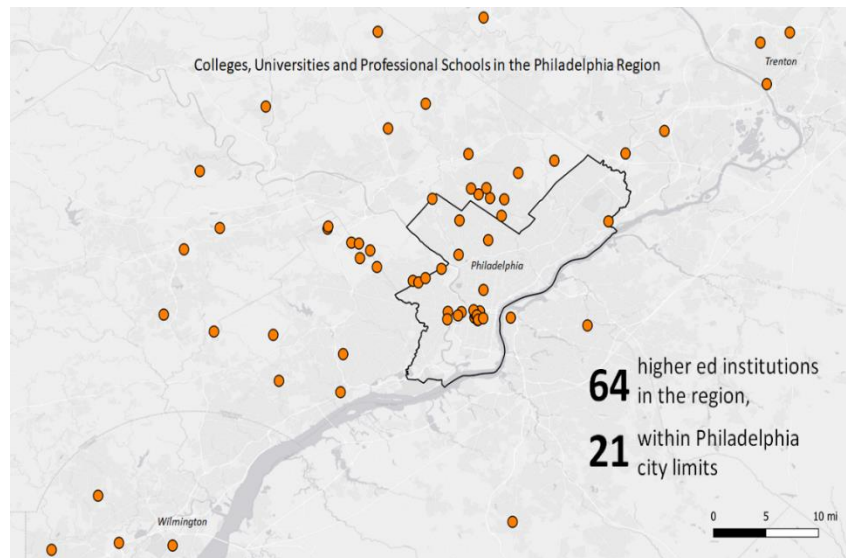 Colleges, Universities and Professional Schools in the Philadelphia Region
Trenton
Philadelphia
64 higher ed institutions
in the region,
21 within Philadelphia
city limits
Wilmington
0 5 10 mi